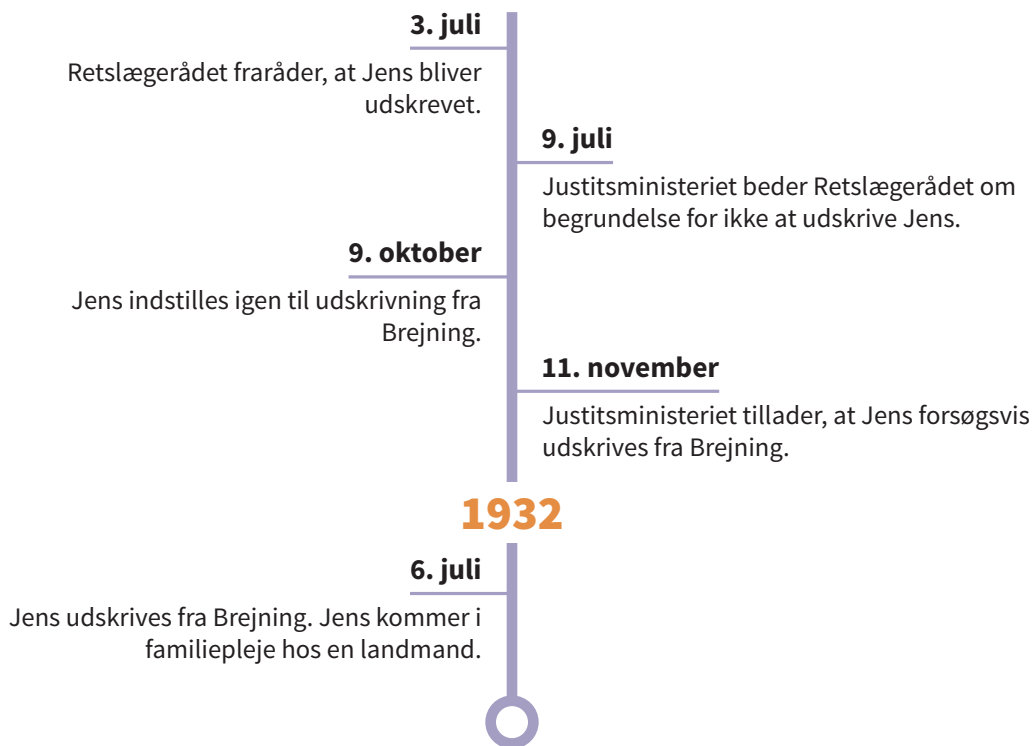 3. juli
Retslægerådet fraråder, at Jens bliver
udskrevet.
9. juli
Justitsministeriet beder Retslægerådet om
begrundelse for ikke at udskrive Jens.
9. oktober
Jens indstilles igen til udskrivning fra
Brejning.
11. november
Justitsministeriet tillader, at Jens forsøgsvis
udskrives fra Brejning.
1932
6. juli
Jens udskrives fra Brejning. Jens kommer i
familiepleje hos en landmand.